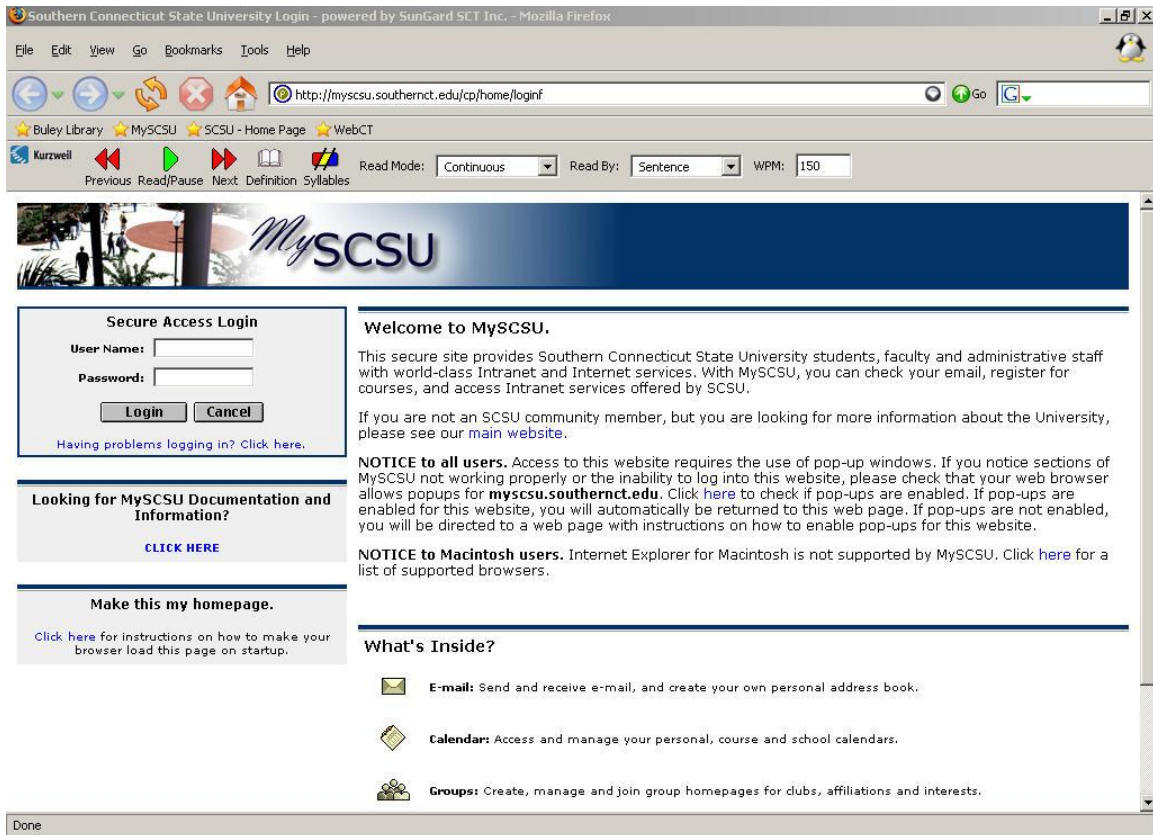 Southern Connecticut State University Login - powered by SunGard SCT Inc. - Mozilla Firefox
File Edit View Go Bookmarks Tools Help
http://myscsu.southernct.edu/cp/home/loginf Go G
Buley Library MySCSU SCSU - Home Page WebCT
Kurzweil
Previous Read/Pause Next Definition Syllables Read Mode: Continuous Read By: Sentence WPM: 150
MySCSU
Secure Access Login
User Name:
Password:
Login Cancel
Having problems logging in? Click here.
Looking for MySCSU Documentation and
Information?
CLICK HERE
Make this my homepage.
Click here for instructions on how to make your
browser load this page on startup.
Welcome to MySCSU.
This secure site provides Southern Connecticut State University students, faculty and administrative staff
with world-class Intranet and Internet services. With MySCSU, you can check your email, register for
courses, and access Intranet services offered by SCSU.
If you are not an SCSU community member, but you are looking for more information about the University,
please see our main website.
NOTICE to all users. Access to this website requires the use of pop-up windows. If you notice sections of
MySCSU not working properly or the inability to log into this website, please check that your web browser
allows popups for myscsu.southernct.edu. Click here to check if pop-ups are enabled. If pop-ups are
enabled for this website, you will automatically be returned to this web page. If pop-ups are not enabled,
you will be directed to a web page with instructions on how to enable pop-ups for this website.
NOTICE to Macintosh users. Internet Explorer for Macintosh is not supported by MySCSU. Click here for a
list of supported browsers.
What's Inside?
E-mail: Send and receive e-mail, and create your own personal address book.
Calendar: Access and manage your personal, course and school calendars.
Groups: Create, manage and join group homepages for clubs, affiliations and interests.
Done